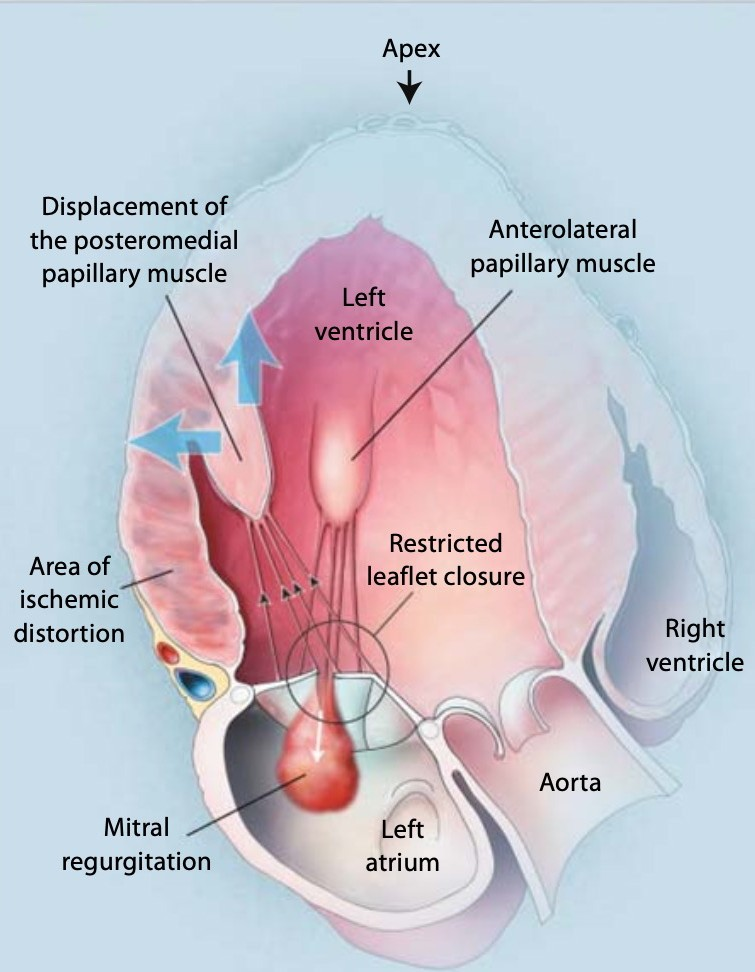 Apex
Displacement of
the posteromedial
papillary muscle
Anterolateral
papillary muscle
Left
ventricle
Restricted
leaflet closure
Area of
ischemic
distortion
Right
ventricle
Aorta
Mitral
regurgitation
Left
atrium